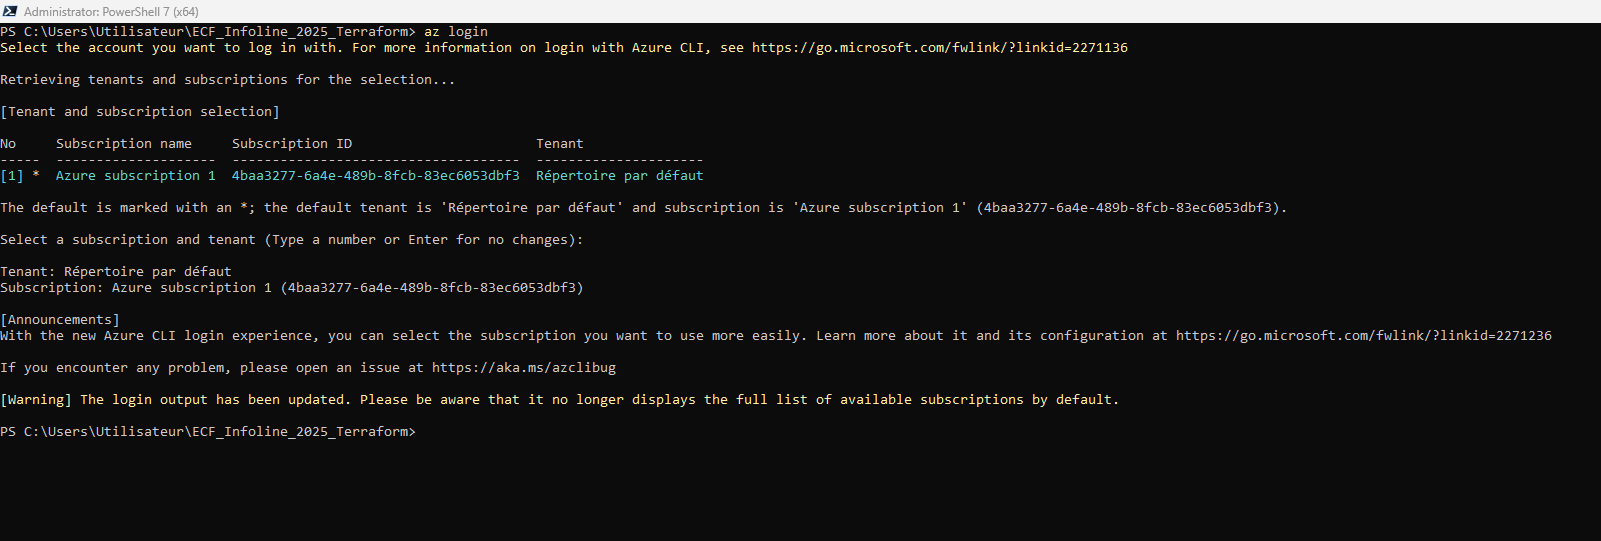 Administrator: PowerShell 7 (x64)
PS C:\Users\Utilisateur\ECF_Infoline_2025_Terraform> az login
Select the account you want to log in with. For more information on login with Azure CLI, see https://go.microsoft.com/fwlink/?linkid=2271136
Retrieving tenants and subscriptions for the selection...
[Tenant and subscription selection]
No     Subscription name     Subscription ID                       Tenant
-----  --------------------  ------------------------------------  ---------------------
[1] *  Azure subscription 1  4baa3277-6a4e-489b-8fcb-83ec6053dbf3  Répertoire par défaut
The default is marked with an *; the default tenant is 'Répertoire par défaut' and subscription is 'Azure subscription 1' (4baa3277-6a4e-489b-8fcb-83ec6053dbf3).
Select a subscription and tenant (Type a number or Enter for no changes):
Tenant: Répertoire par défaut
Subscription: Azure subscription 1 (4baa3277-6a4e-489b-8fcb-83ec6053dbf3)
[Announcements]
With the new Azure CLI login experience, you can select the subscription you want to use more easily. Learn more about it and its configuration at https://go.microsoft.com/fwlink/?linkid=2271236
If you encounter any problem, please open an issue at https://aka.ms/azclibug
[Warning] The login output has been updated. Please be aware that it no longer displays the full list of available subscriptions by default.
PS C:\Users\Utilisateur\ECF_Infoline_2025_Terraform>